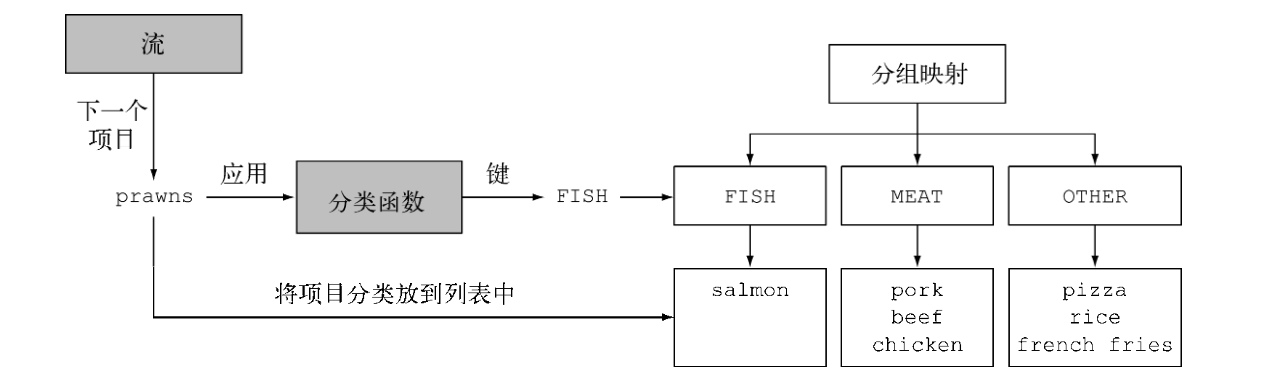 流
分组映射
下一个
项目
prawns
应用
分类函数
键
FISH
FISH
MEAT
OTHER
将项目分类放到列表中
salmon
pork
beef
chicken
pizza
rice
french fries